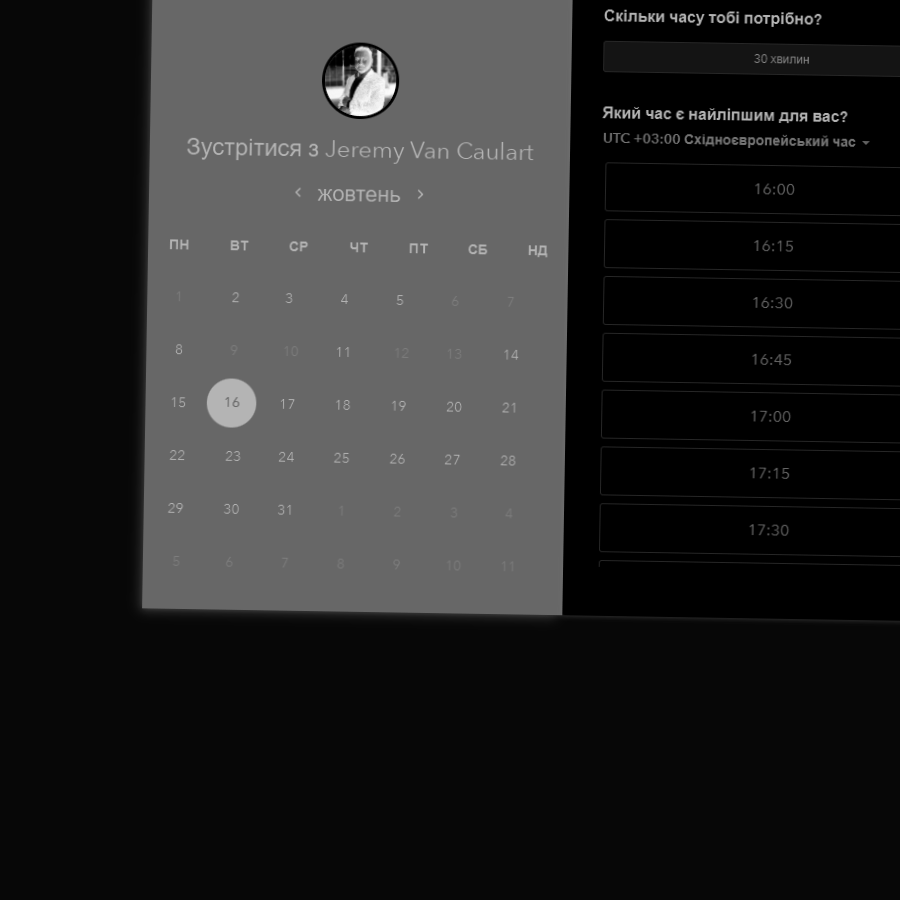 Зустрітися з Jeremy Van Caulart
жовтень
ПН ВТ СР ЧТ ПТ СБ НД
1 2 3 4 5 6 7
8 9 10 11 12 13 14
15 16 17 18 19 20 21
22 23 24 25 26 27 28
29 30 31 1 2 3 4
5 6 7 8 9 10 11
Скільки часу тобі потрібно?
30 хвилин
Який час є найліпшим для вас?
UTC +03:00 Східноєвропейський час
16:00
16:15
16:30
16:45
17:00
17:15
17:30